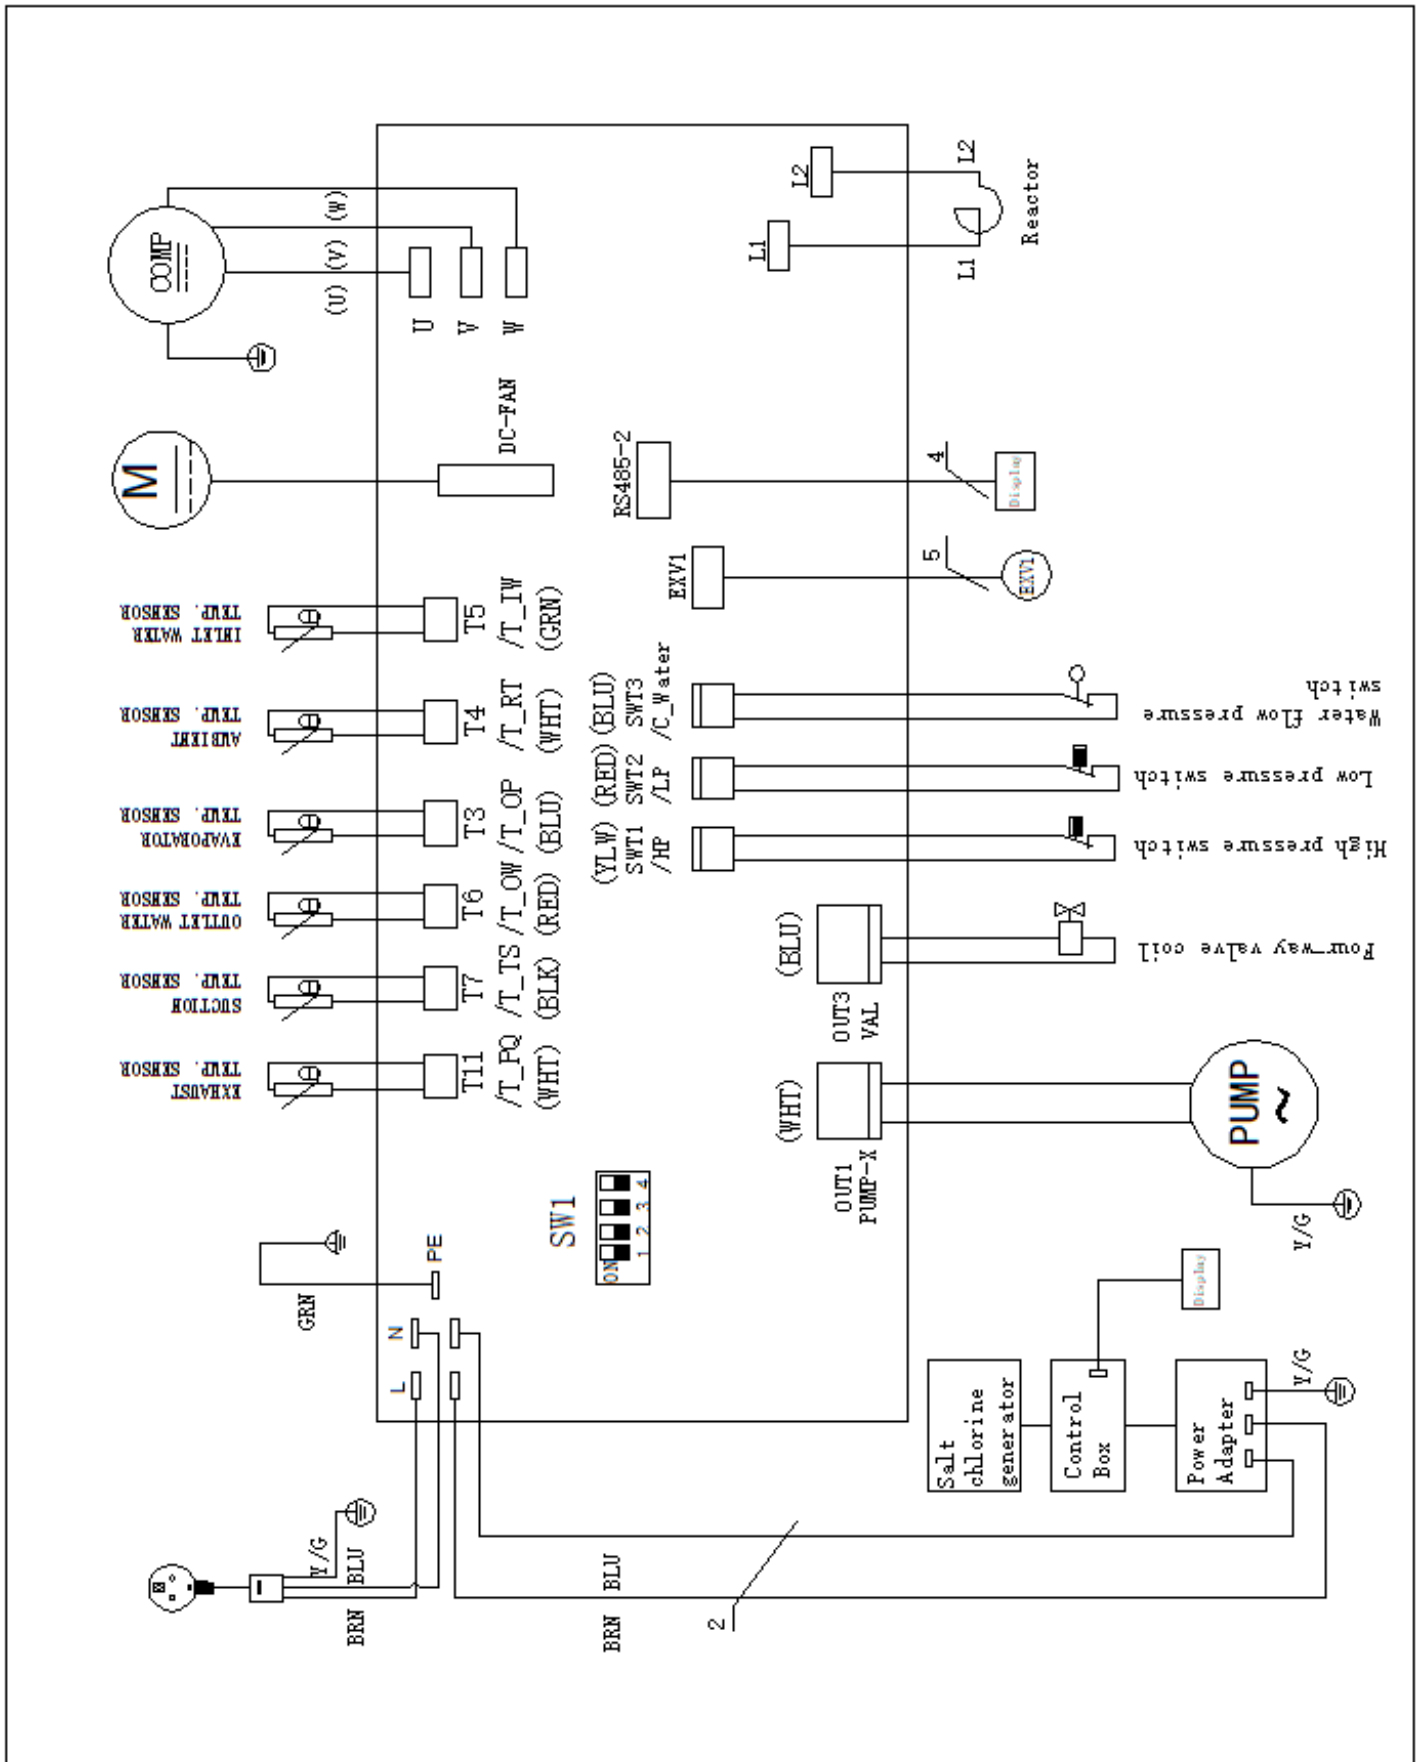 COMP
(U)
(V)
(W)
U
V
W
L1
L2
L1
L2
Reactor
M
DC-FAN
RS485-2
4
Display
EXV1
5
EXV1
INLET WATER
TEMP. SENSOR
T5
/T_IW
(GRN)
AMBIENT
TEMP. SENSOR
T4
/T_RT
(WHT)
EVAPORATOR
TEMP. SENSOR
T3
/T_OP
(BLU)
OUTLET WATER
TEMP. SENSOR
T6
/T_OW
(RED)
SUCTION
TEMP. SENSOR
T7
/T_TS
(BLK)
EXHAUST
TEMP. SENSOR
T11
/T_PQ
(WHT)
(BLU)
SWT3
/C_Water
Water flow pressure
switch
(RED)
SWT2
/LP
Low pressure switch
(YLW)
SWT1
/HP
High pressure switch
(BLU)
OUT3
VAL
Four-way valve coil
(WHT)
OUT1
PUMP-X
PUMP
~
Y/G
SW1
ON
1 2 3 4
GRN
PE
N
L
Y/G
BLU
BRN
BLU
BRN
2
Salt
chlorine
generator
Control
Box
Display
Power
Adapter
Y/G